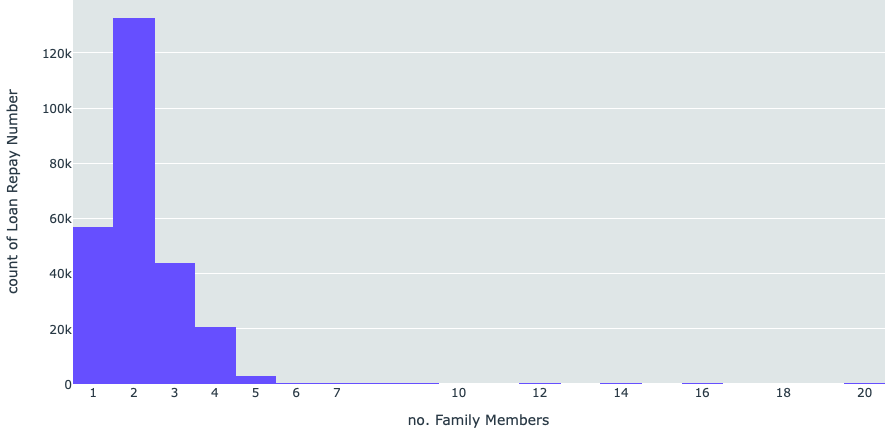 120k
100k
80k
60k
40k
20k
0
count of Loan Repay Number
1 2 3 4 5 6 7 10 12 14 16 18 20
no. Family Members